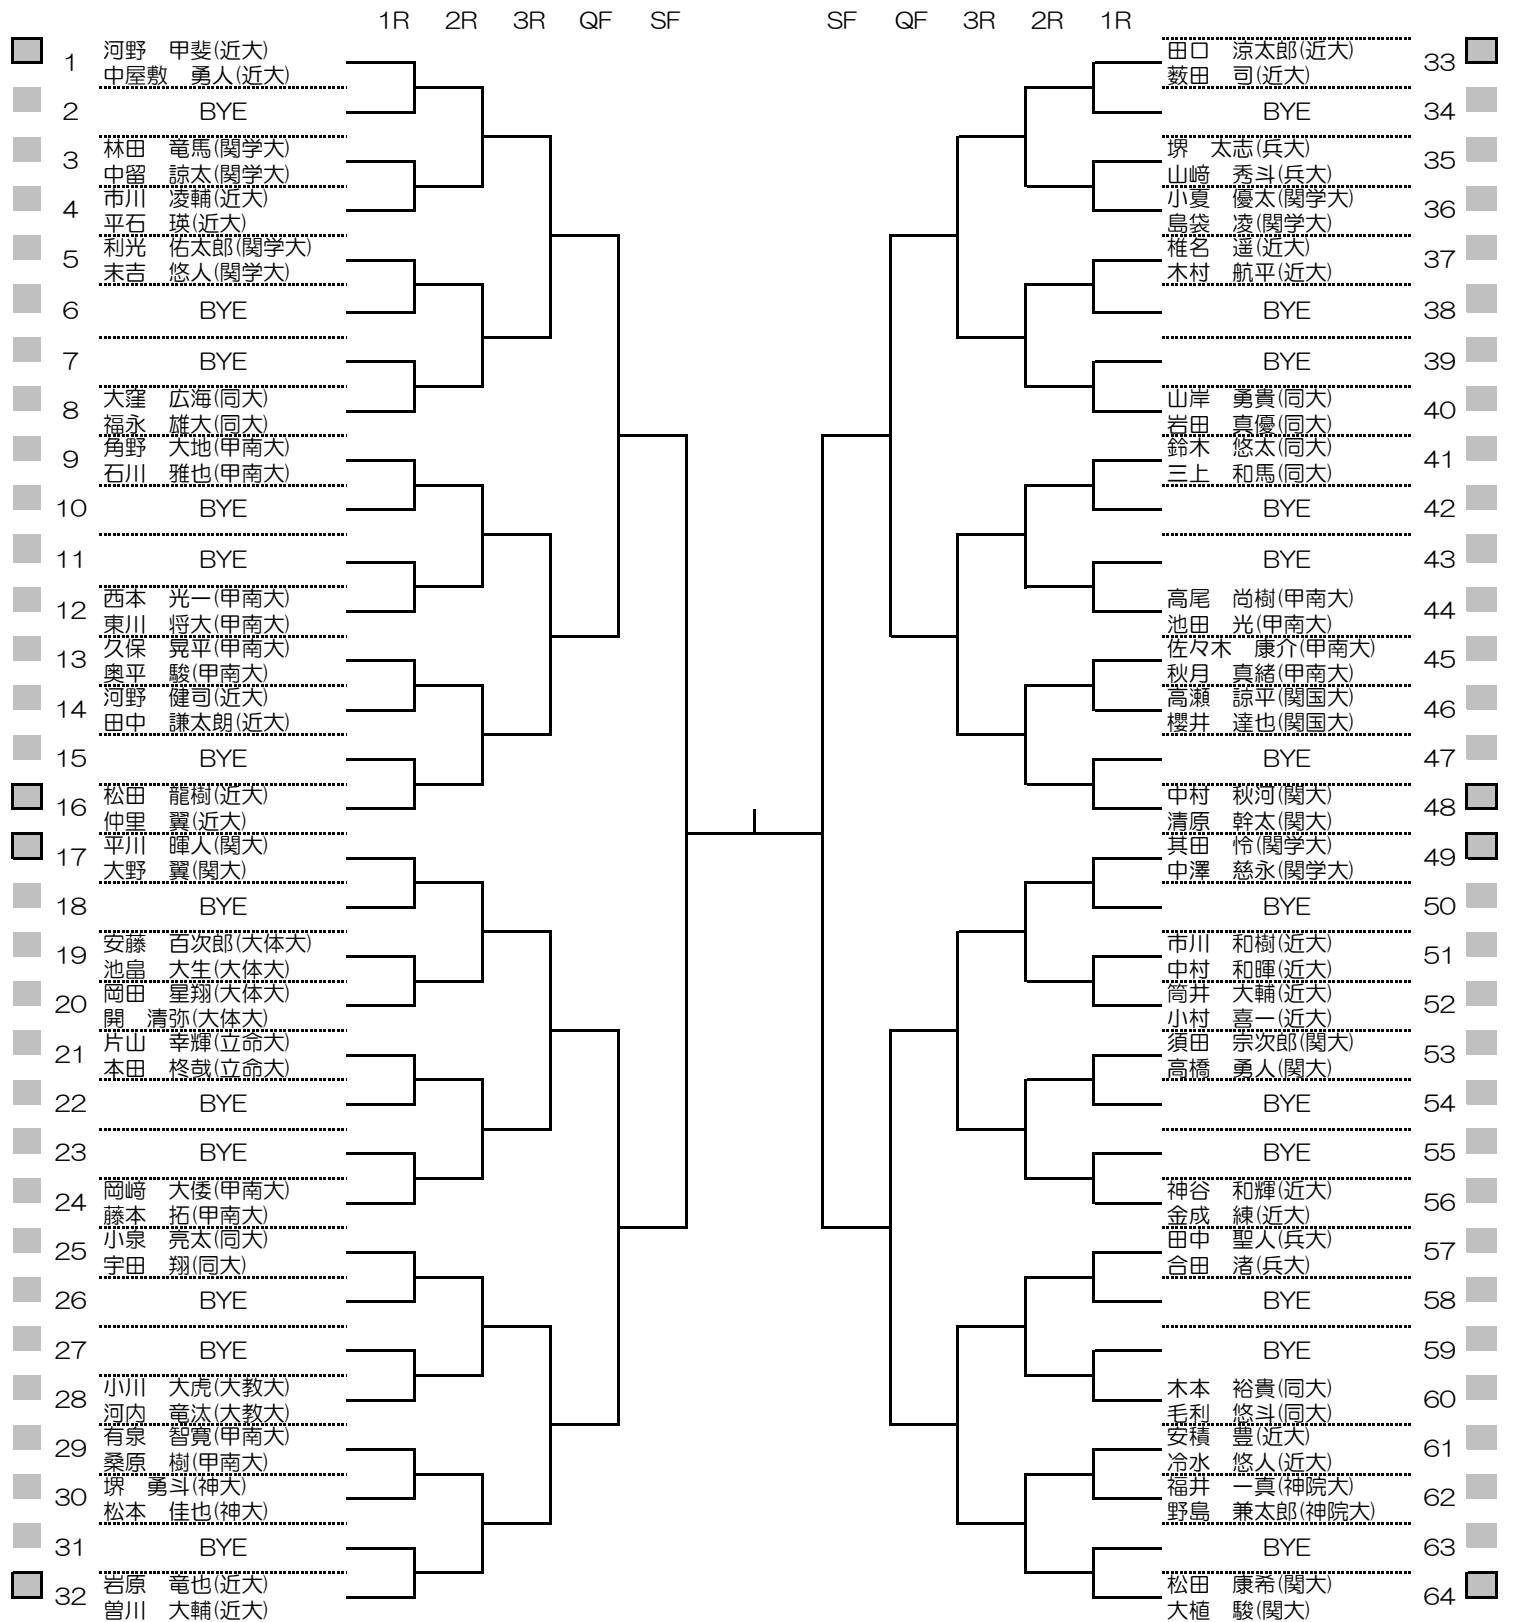 1R 2R 3R QF SF
SF QF 3R 2R 1R
1
河野 甲斐(近大)
中屋敷 勇人(近大)
2
BYE
3
林田 竜馬(関学大)
中留 諒太(関学大)
4
市川 凌輔(近大)
平石 瑛(近大)
5
利光 佑太郎(関学大)
末吉 悠人(関学大)
6
BYE
7
BYE
8
大窪 広海(同大)
福永 雄大(同大)
9
角野 大地(甲南大)
石川 雅也(甲南大)
10
BYE
11
BYE
12
西本 光一(甲南大)
東川 将大(甲南大)
13
久保 晃平(甲南大)
奥平 駿(甲南大)
14
河野 健司(近大)
田中 謙太朗(近大)
15
BYE
16
松田 龍樹(近大)
仲里 翼(近大)
17
平川 暉人(関大)
大野 翼(関大)
18
BYE
19
安藤 百次郎(大体大)
池畠 大生(大体大)
20
岡田 星翔(大体大)
開 清弥(大体大)
21
片山 幸輝(立命大)
本田 柊哉(立命大)
22
BYE
23
BYE
24
岡﨑 大倭(甲南大)
藤本 拓(甲南大)
25
小泉 亮太(同大)
宇田 翔(同大)
26
BYE
27
BYE
28
小川 大虎(大教大)
河内 竜汰(大教大)
29
有泉 智寛(甲南大)
桑原 樹(甲南大)
30
堺 勇斗(神大)
松本 佳也(神大)
31
BYE
32
岩原 竜也(近大)
曽川 大輔(近大)
田口 涼太郎(近大)
薮田 司(近大)
33
BYE
34
堺 太志(兵大)
山﨑 秀斗(兵大)
35
小夏 優太(関学大)
島袋 凌(関学大)
36
椎名 遥(近大)
木村 航平(近大)
37
BYE
38
BYE
39
山岸 勇貴(同大)
岩田 真優(同大)
40
鈴木 悠太(同大)
三上 和馬(同大)
41
BYE
42
BYE
43
高尾 尚樹(甲南大)
池田 光(甲南大)
44
佐々木 康介(甲南大)
秋月 真緒(甲南大)
45
高瀬 諒平(関国大)
櫻井 達也(関国大)
46
BYE
47
中村 秋河(関大)
清原 幹太(関大)
48
其田 怜(関学大)
中澤 慈永(関学大)
49
BYE
50
市川 和樹(近大)
中村 和暉(近大)
51
筒井 大輔(近大)
小村 喜一(近大)
52
須田 宗次郎(関大)
高橋 勇人(関大)
53
BYE
54
BYE
55
神谷 和輝(近大)
金成 練(近大)
56
田中 聖人(兵大)
合田 渚(兵大)
57
BYE
58
BYE
59
木本 裕貴(同大)
毛利 悠斗(同大)
60
安積 豊(近大)
冷水 悠人(近大)
61
福井 一真(神院大)
野島 兼太郎(神院大)
62
BYE
63
松田 康希(関大)
大植 駿(関大)
64